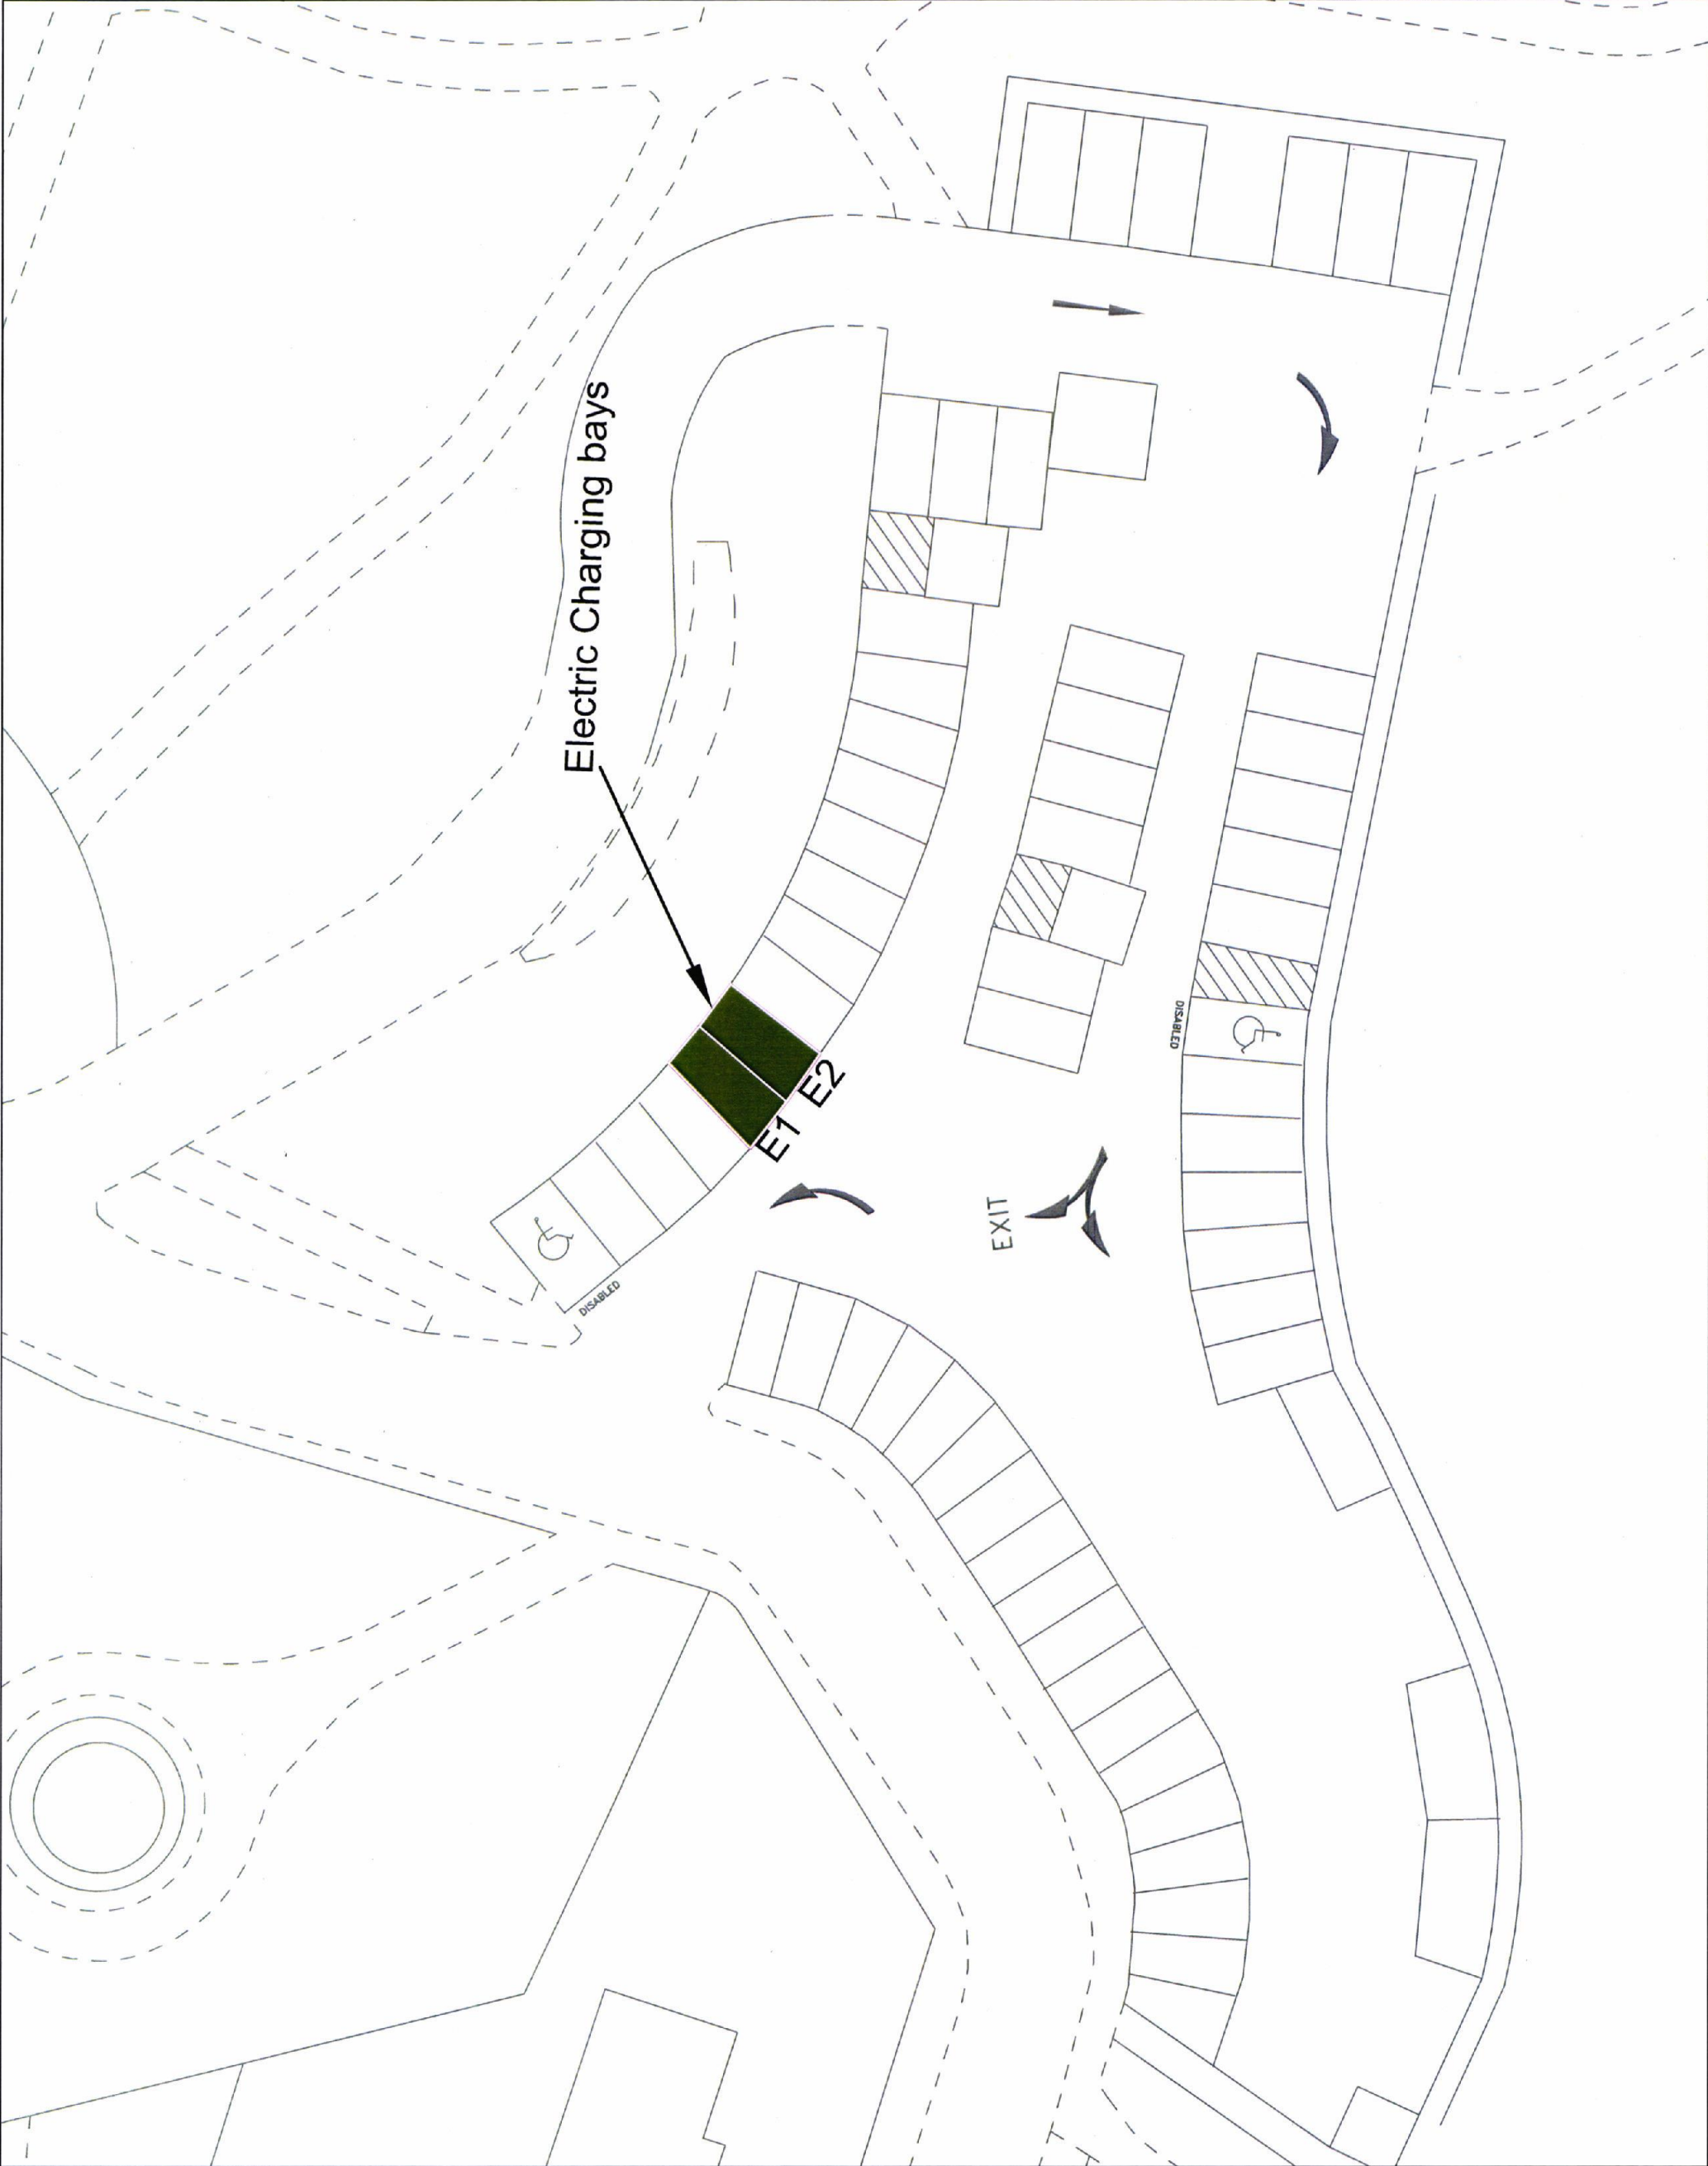 Electric Charging bays
DISABLED
E2
E1
EXIT
DISABLED